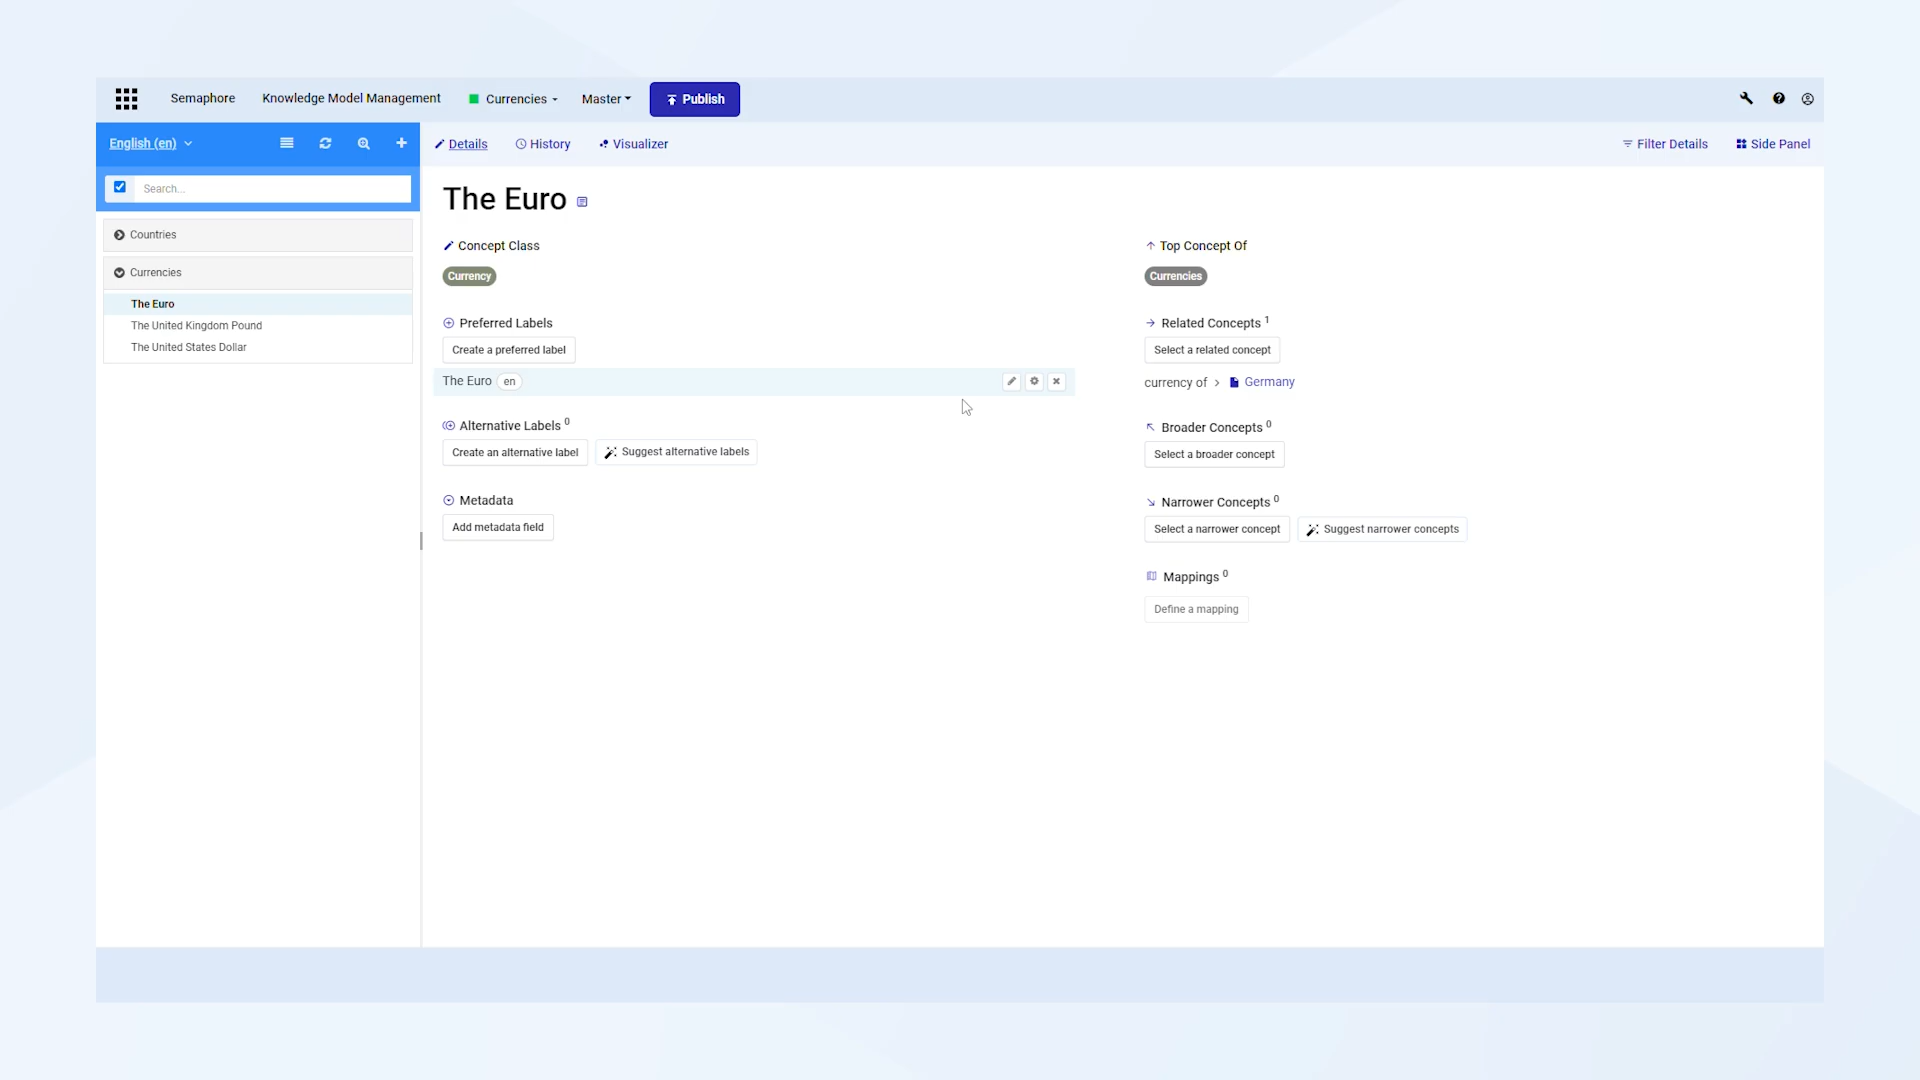 Semaphore Knowledge Model Management Currencies Master Publish
English (en)
Details History Visualizer Filter Details Side Panel
Search...
The Euro
Countries
Currencies
The Euro
The United Kingdom Pound
The United States Dollar
Concept Class
Currency
Preferred Labels
Create a preferred label
The Euro en
Alternative Labels 0
Create an alternative label Suggest alternative labels
Metadata
Add metadata field
Top Concept Of
Currencies
Related Concepts 1
Select a related concept
currency of > Germany
Broader Concepts 0
Select a broader concept
Narrower Concepts 0
Select a narrower concept Suggest narrower concepts
Mappings 0
Define a mapping